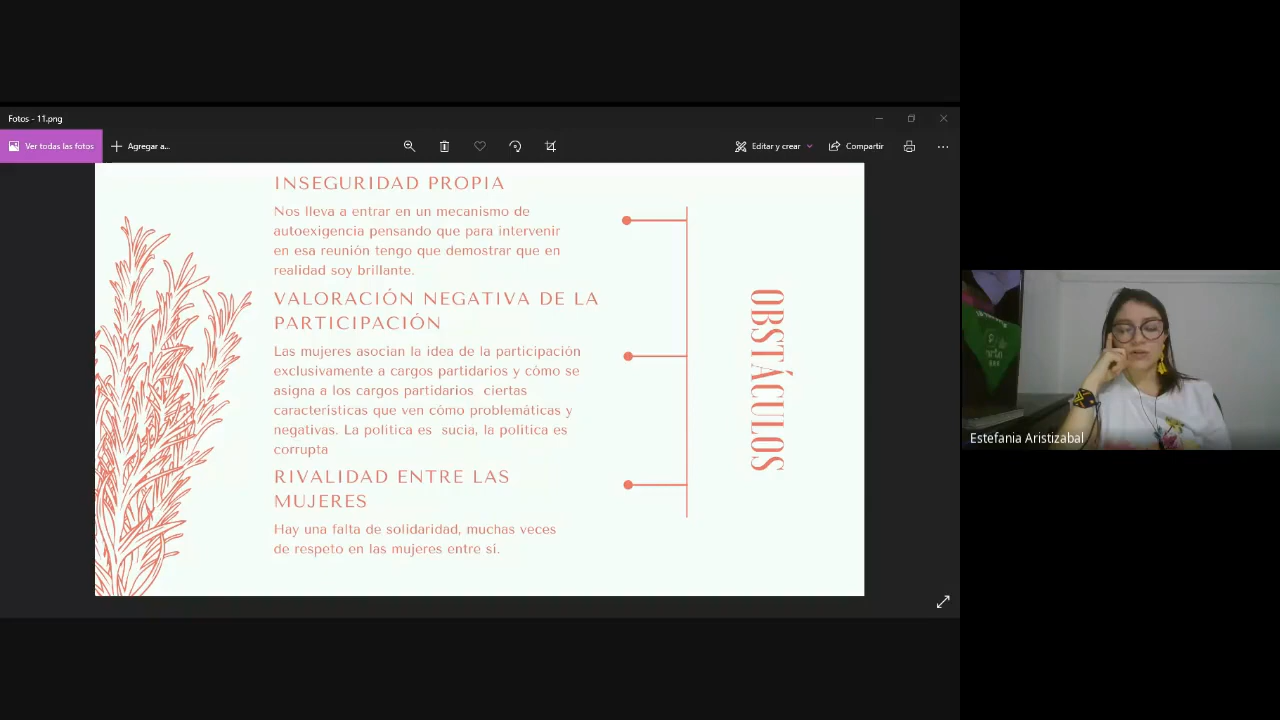 Fotos - 11.png
Ver todas las fotos
Agregar a...
Editar y crear
Compartir
INSEGURIDAD PROPIA
Nos lleva a entrar en un mecanismo de
autoexigencia pensando que para intervenir
en esa reunión tengo que demostrar que en
realidad soy brillante.
VALORACIÓN NEGATIVA DE LA
PARTICIPACIÓN
Las mujeres asocian la idea de la participación
exclusivamente a cargos partidarios y cómo se
asigna a los cargos partidarios ciertas
características que ven cómo problemáticas y
negativas. La política es sucia, la política es
corrupta
RIVALIDAD ENTRE LAS
MUJERES
Hay una falta de solidaridad, muchas veces
de respeto en las mujeres entre sí.
OBSTÁCULOS
Estefania Aristizabal